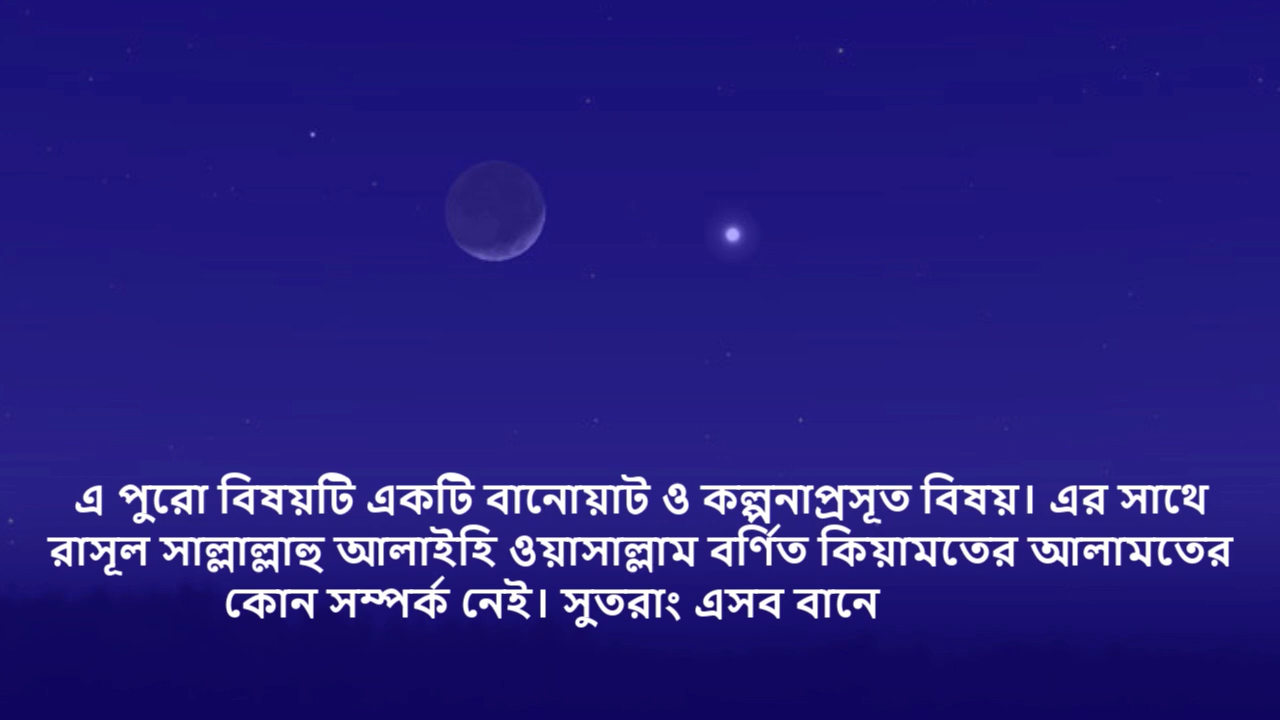 এ পুরো বিষয়টি একটি বানোয়াট ও কল্পনাপ্রসূত বিষয়। এর সাথে
রাসূল সাল্লাল্লাহু আলাইহি ওয়াসাল্লাম বর্ণিত কিয়ামতের আলামতের
কোন সম্পর্ক নেই। সুতরাং এসব বানে